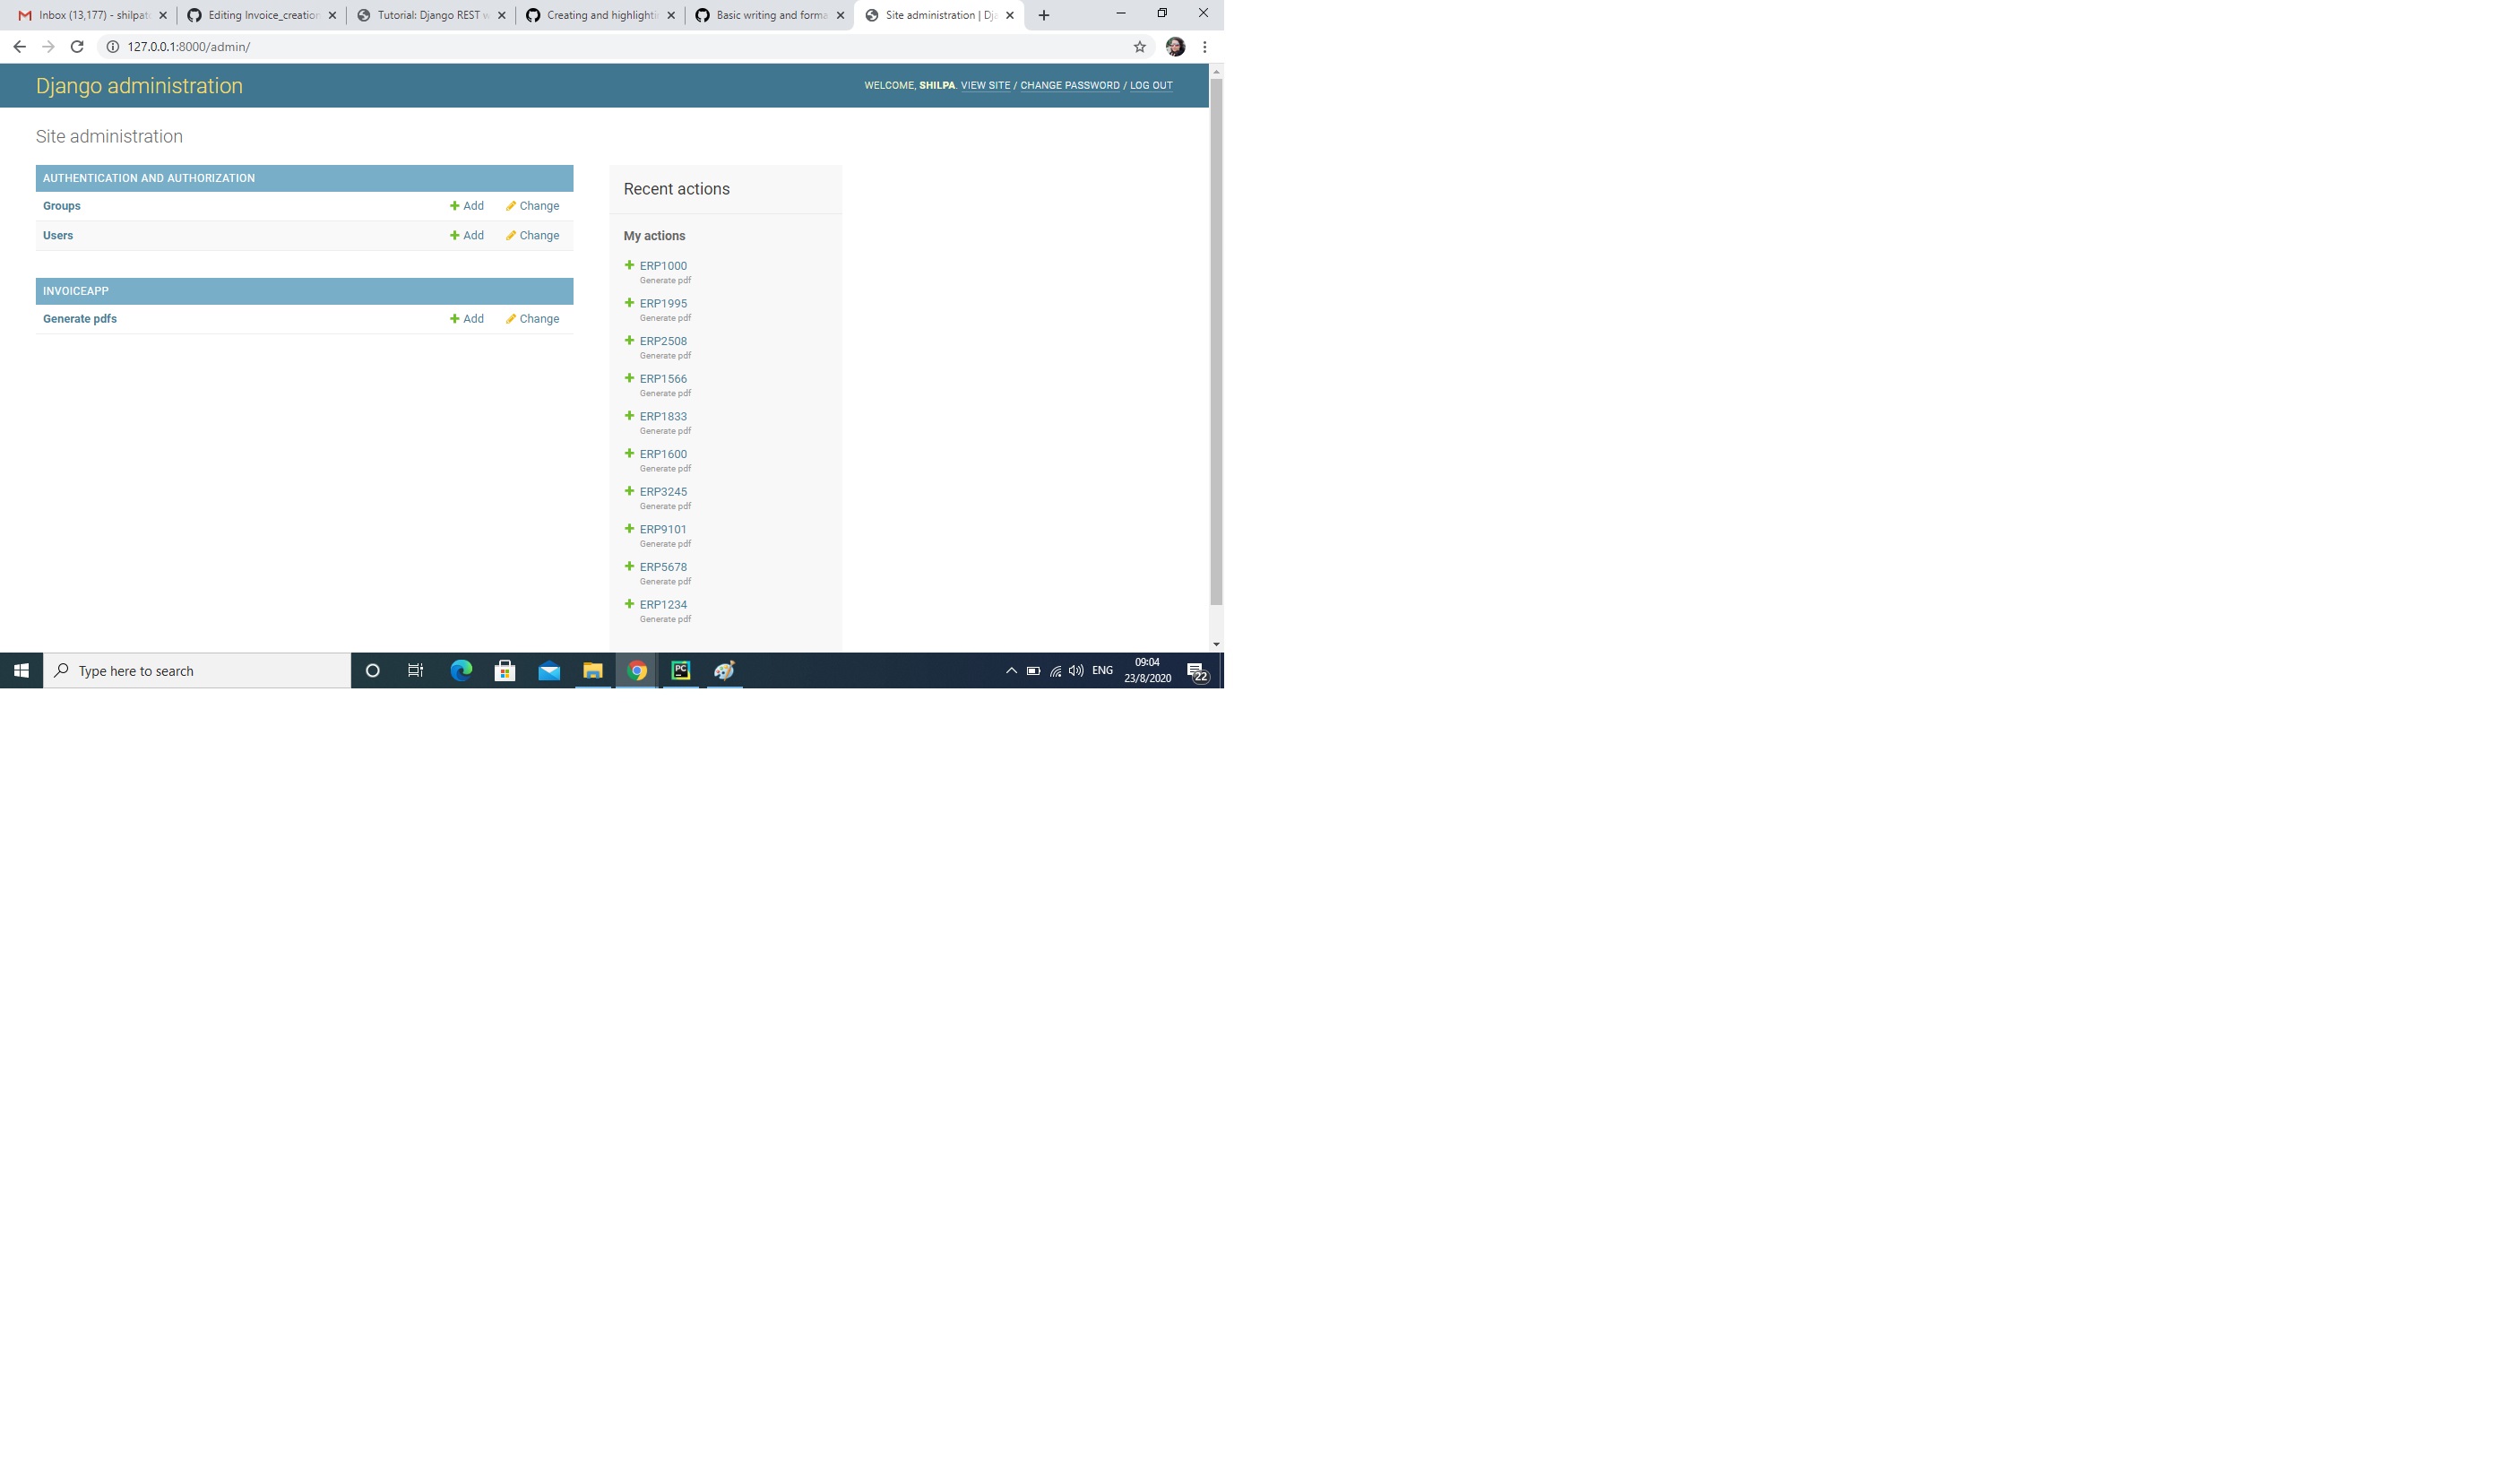 Inbox (13,177) - shilpat
Editing Invoice_creation
Tutorial: Django REST w
Creating and highlightin
Basic writing and forma
Site administration | Dja
127.0.0.1:8000/admin/
Django administration
WELCOME, SHILPA. VIEW SITE / CHANGE PASSWORD / LOG OUT
Site administration
AUTHENTICATION AND AUTHORIZATION
Groups Add Change
Users Add Change
INVOICEAPP
Generate pdfs Add Change
Recent actions
My actions
ERP1000
Generate pdf
ERP1995
Generate pdf
ERP2508
Generate pdf
ERP1566
Generate pdf
ERP1833
Generate pdf
ERP1600
Generate pdf
ERP3245
Generate pdf
ERP9101
Generate pdf
ERP5678
Generate pdf
ERP1234
Generate pdf
Type here to search
PC
ENG
09:04
23/8/2020
22